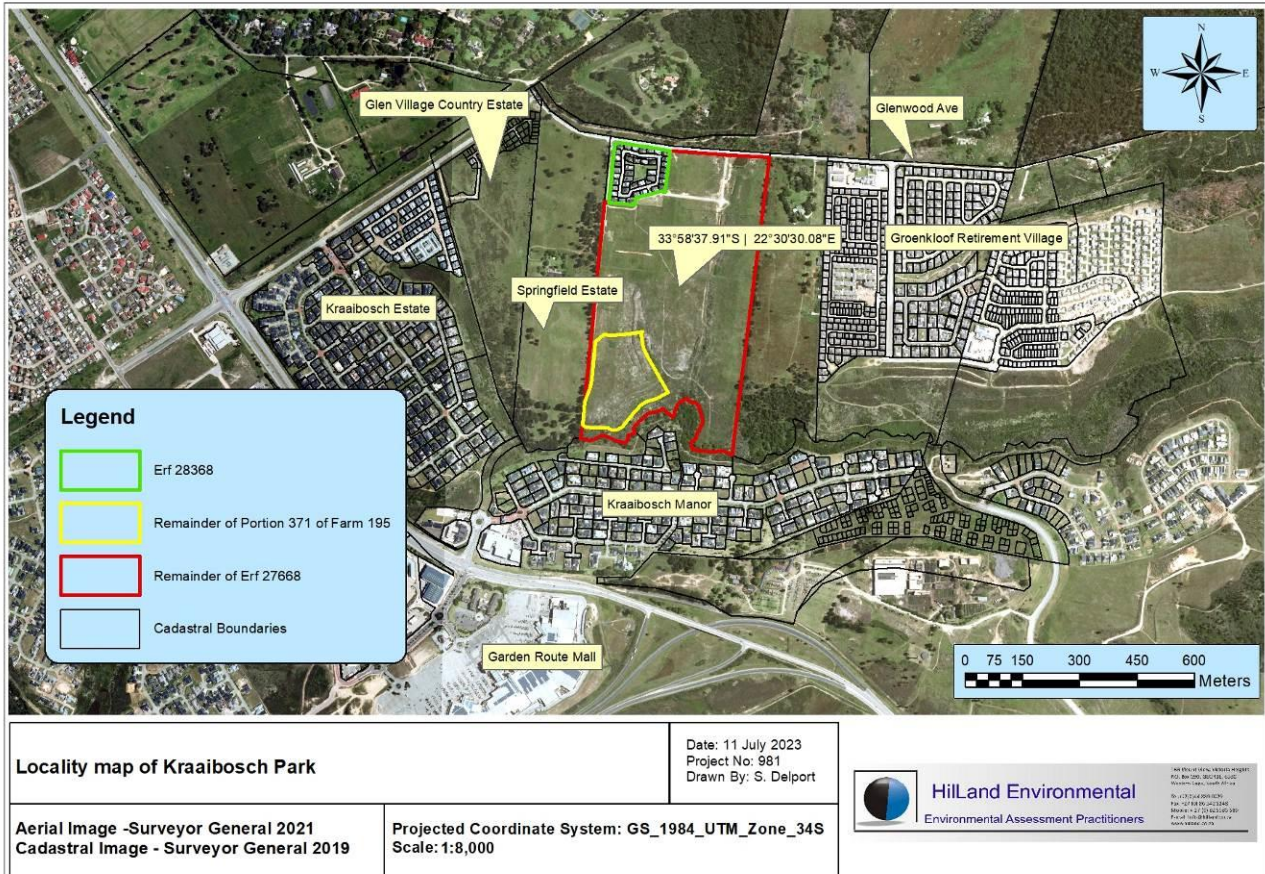 N
W E
S
Glen Village Country Estate
Glenwood Ave
33°58'37.91"S | 22°30'30.08"E
Groenkloof Retirement Village
Springfield Estate
Kraaibosch Estate
Kraaibosch Manor
Garden Route Mall
Legend
Erf 28368
Remainder of Portion 371 of Farm 195
Remainder of Erf 27668
Cadastral Boundaries
0 75 150 300 450 600
Meters
Locality map of Kraaibosch Park
Date: 11 July 2023
Project No: 981
Drawn By: S. Delport
Aerial Image -Surveyor General 2021
Cadastral Image - Surveyor General 2019
Projected Coordinate System: GS_1984_UTM_Zone_34S
Scale: 1:8,000
HilLand Environmental
Environmental Assessment Practitioners